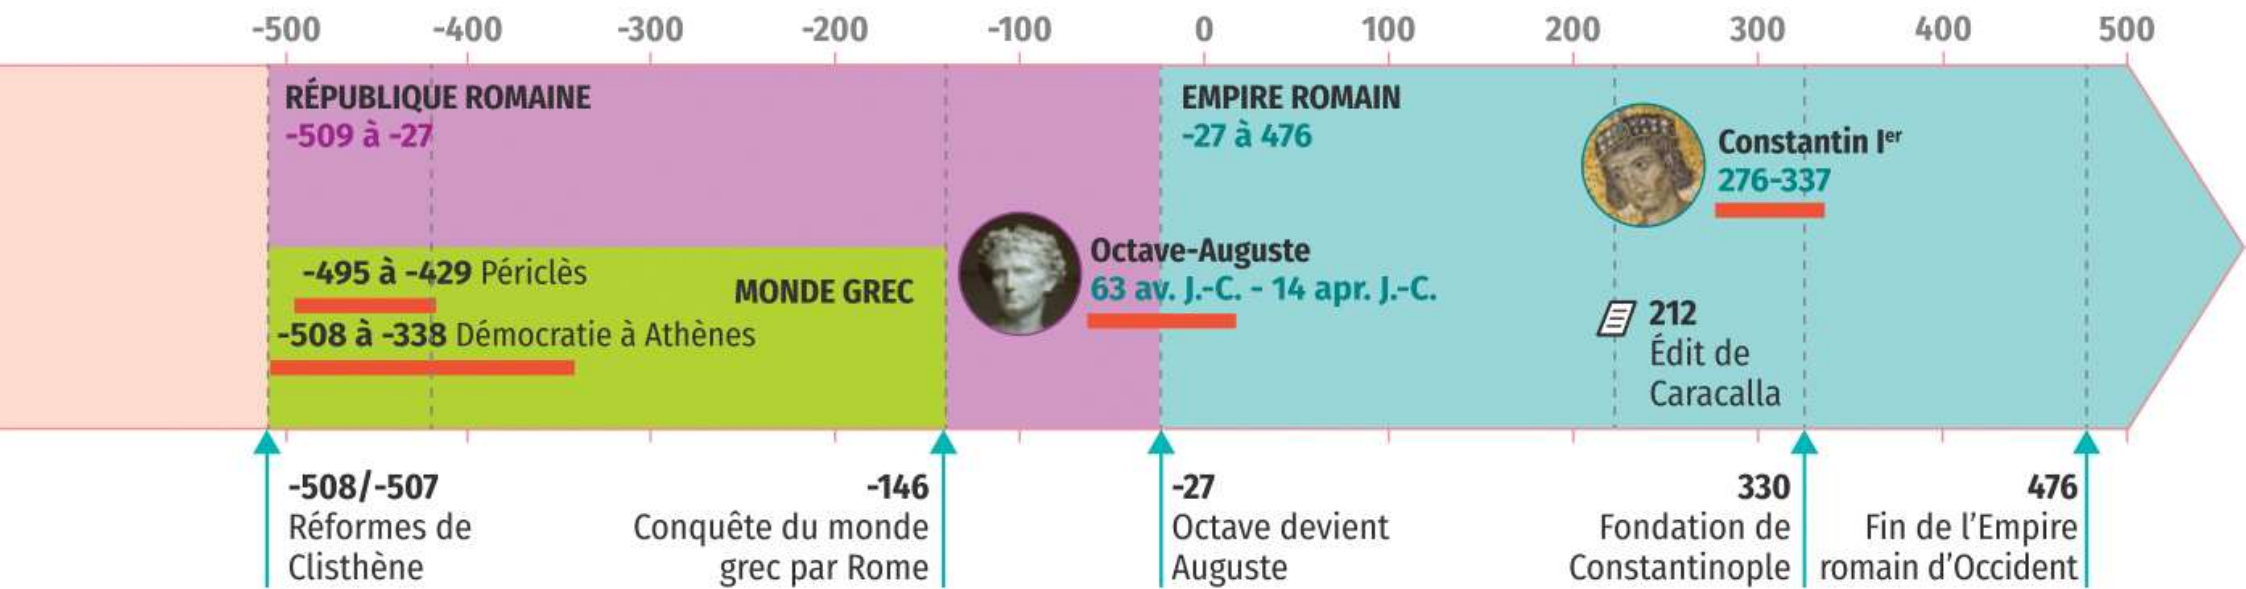 -500 -400 -300 -200 -100 0 100 200 300 400 500
RÉPUBLIQUE ROMAINE
-509 à -27
EMPIRE ROMAIN
-27 à 476
Constantin Ier
276-337
-495 à -429 Périclès
-508 à -338 Démocratie à Athènes
MONDE GREC
Octave-Auguste
63 av. J.-C. - 14 apr. J.-C.
212
Édit de
Caracalla
-508/-507
Réformes de
Clisthène
-146
Conquête du monde
grec par Rome
-27
Octave devient
Auguste
330
Fondation de
Constantinople
476
Fin de l'Empire
romain d'Occident